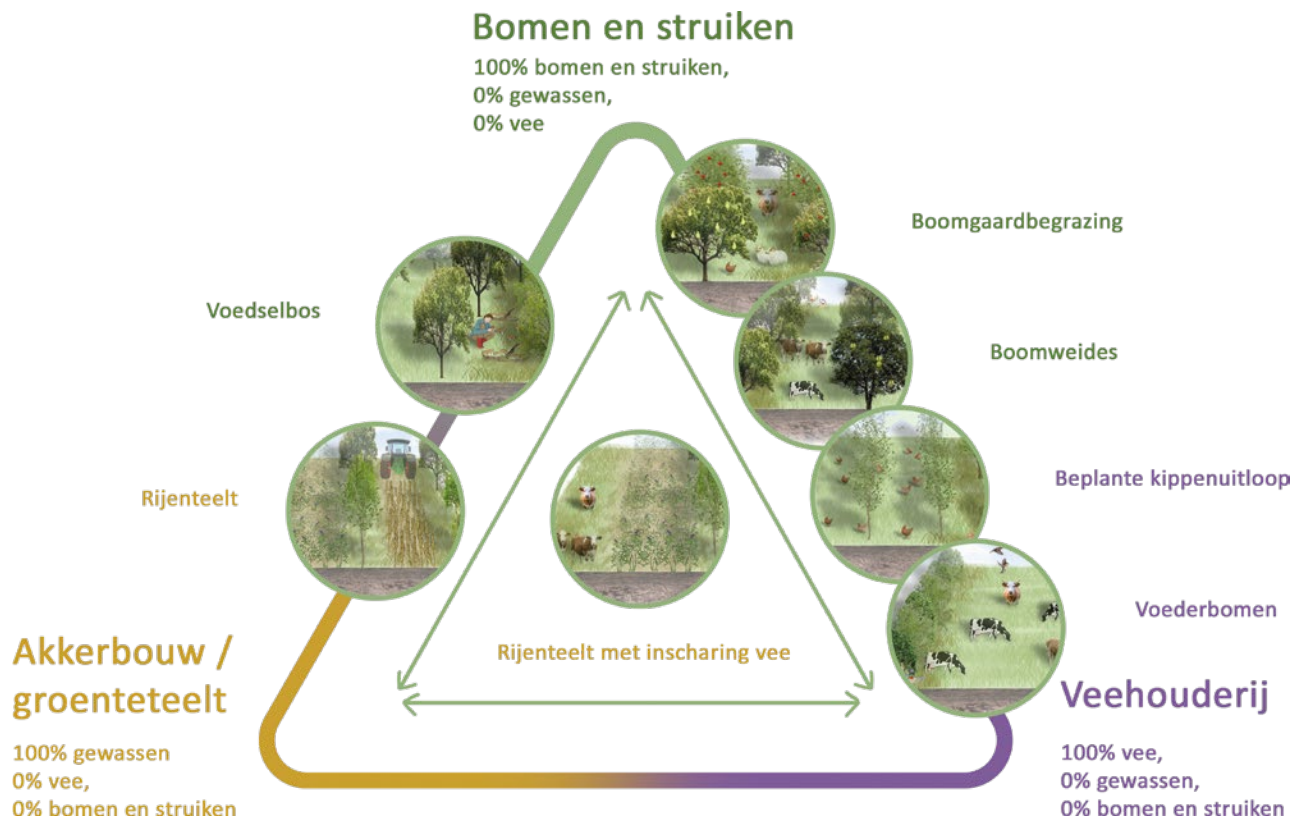 Bomen en struiken
100% bomen en struiken,
0% gewassen,
0% vee
Boomgaardbegrazing
Voedselbos
Boomweides
Beplante kippenuitloop
Rijenteelt
Voederbomen
Rijenteelt met inscharing vee
Akkerbouw /
groenteteelt
100% gewassen
0% vee,
0% bomen en struiken
Veehouderij
100% vee,
0% gewassen,
0% bomen en struiken